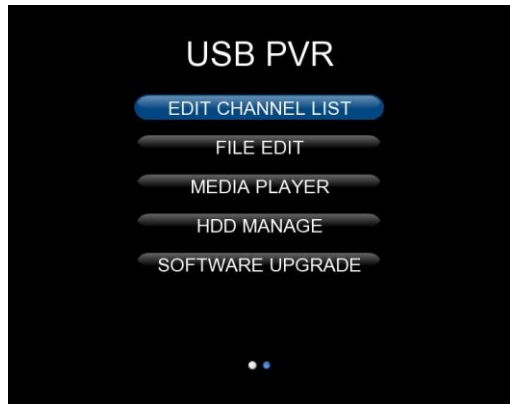 USB PVR
EDIT CHANNEL LIST
FILE EDIT
MEDIA PLAYER
HDD MANAGE
SOFTWARE UPGRADE